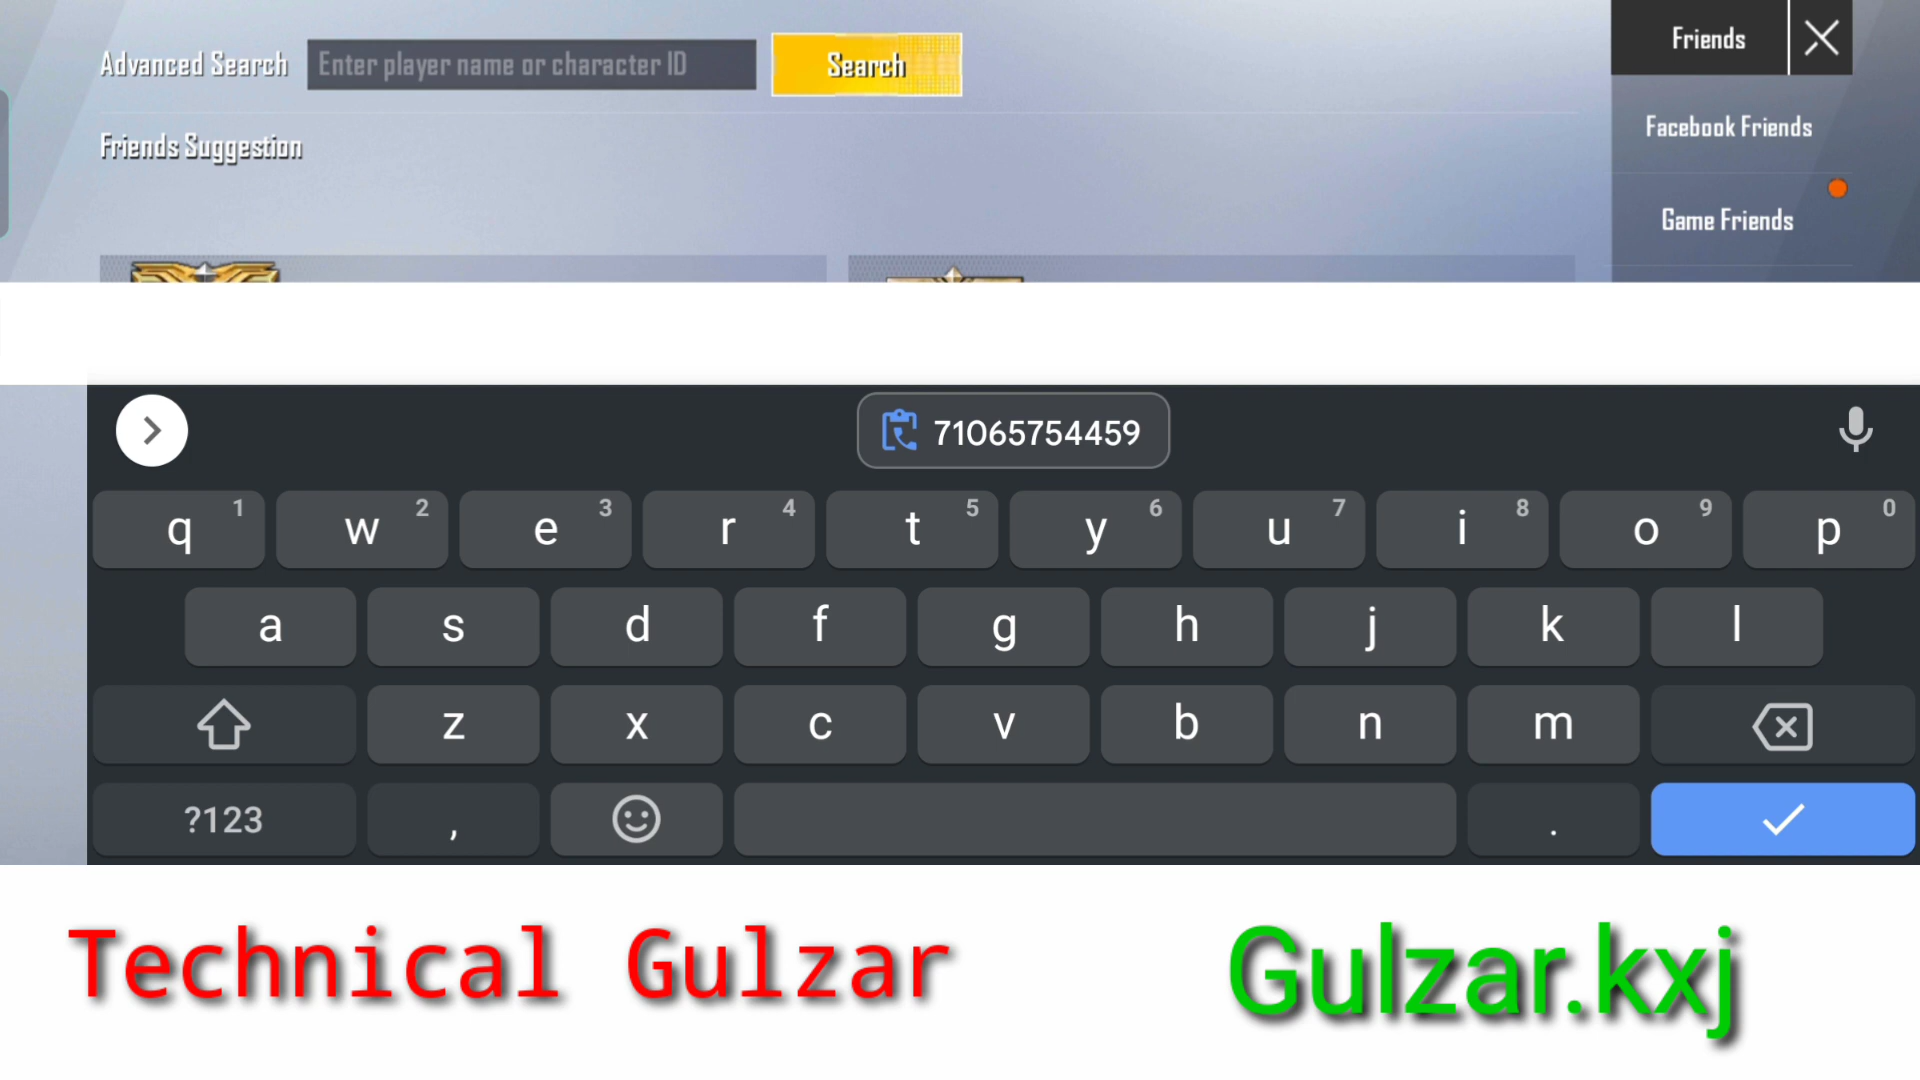 Advanced Search Enter player name or character ID Search
Friends
Friends Suggestion
Facebook Friends
Game Friends
71065754459
q 1 w 2 e 3 r 4 t 5 y 6 u 7 i 8 o 9 p 0
a s d f g h j k l
z x c v b n m
?123 , .
Technical Gulzar Gulzar.kxj